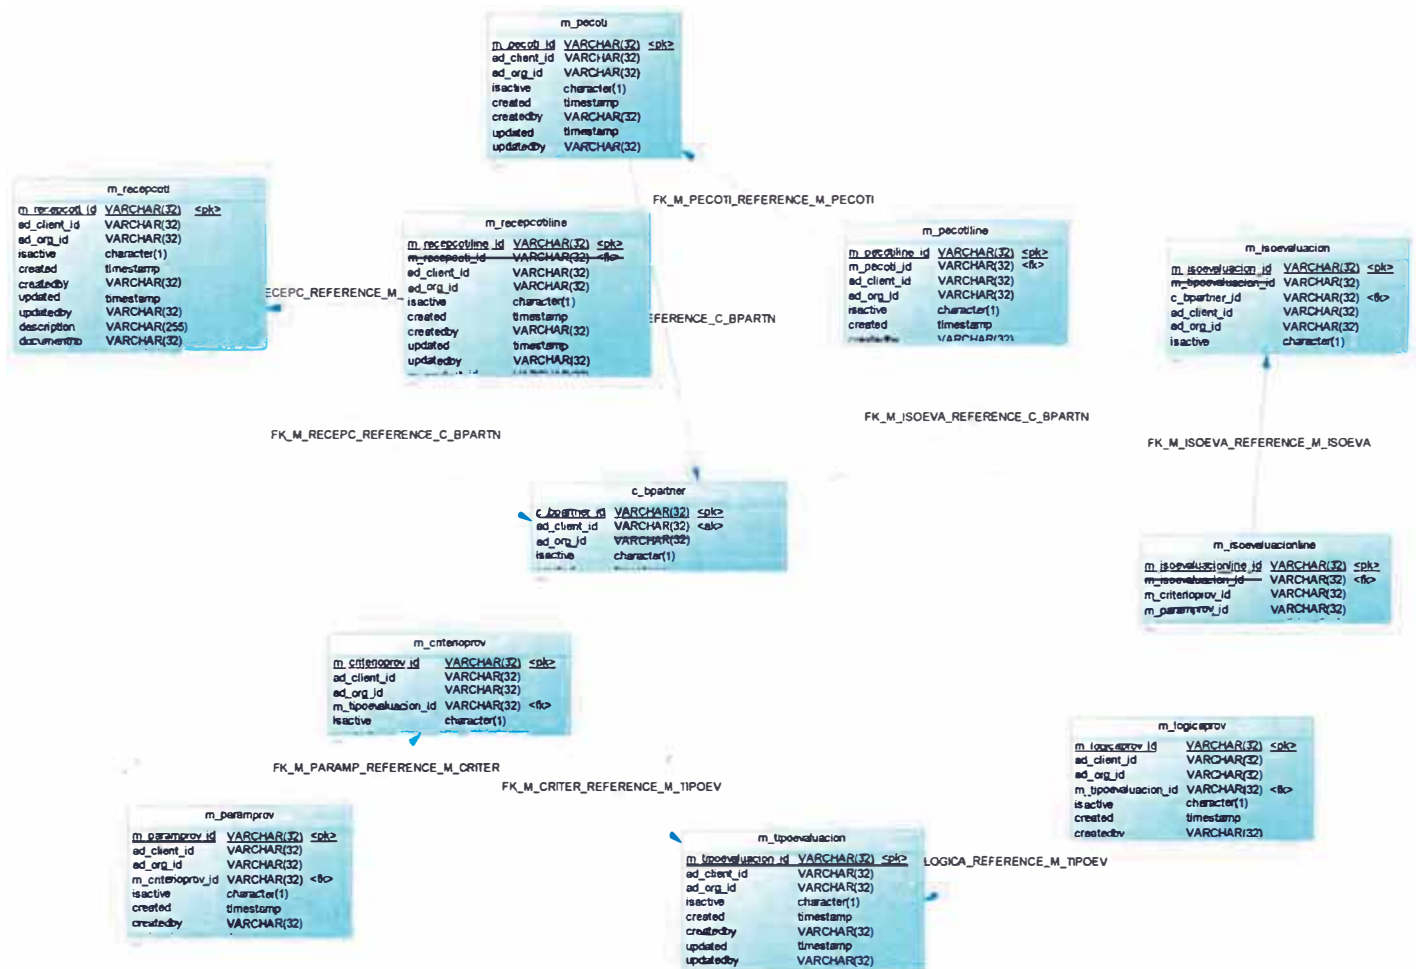 m_pecoti
m_pecoti_id VARCHAR(32) <pk>
ad_client_id VARCHAR(32)
ad_org_id VARCHAR(32)
isactive character(1)
created timestamp
createdby VARCHAR(32)
updated timestamp
updatedby VARCHAR(32)
FK_M_PECOTI_REFERENCE_M_PECOTI
m_recepcoti
m_recepcoti_id VARCHAR(32) <pk>
ad_client_id VARCHAR(32)
ad_org_id VARCHAR(32)
isactive character(1)
created timestamp
createdby VARCHAR(32)
updated timestamp
updatedby VARCHAR(32)
description VARCHAR(255)
documentno VARCHAR(32)
ECEPC_REFERENCE_M_
m_recepcotiline
m_recepcotiline_id VARCHAR(32) <pk>
m_recepcoti_id VARCHAR(32) <fk>
ad_client_id VARCHAR(32)
ad_org_id VARCHAR(32)
isactive character(1)
created timestamp
createdby VARCHAR(32)
updated timestamp
updatedby VARCHAR(32)
EFERENCE_C_BPARTN
m_pecotiline
m_pecotiline_id VARCHAR(32) <pk>
m_pecoti_id VARCHAR(32) <fk>
ad_client_id VARCHAR(32)
ad_org_id VARCHAR(32)
isactive character(1)
created timestamp
createdby VARCHAR(32)
m_isoevaluacion
m_isoevaluacion_id VARCHAR(32) <pk>
m_tipoevaluacion_id VARCHAR(32)
c_bpartner_id VARCHAR(32) <fk>
ad_client_id VARCHAR(32)
ad_org_id VARCHAR(32)
isactive character(1)
FK_M_RECEPC_REFERENCE_C_BPARTN
FK_M_ISOEVA_REFERENCE_C_BPARTN
FK_M_ISOEVA_REFERENCE_M_ISOEVA
c_bpartner
c_bpartner_id VARCHAR(32) <pk>
ad_client_id VARCHAR(32) <ak>
ad_org_id VARCHAR(32)
isactive character(1)
m_isoevaluacionline
m_isoevaluacionline_id VARCHAR(32) <pk>
m_isoevaluacion_id VARCHAR(32) <fk>
m_criterioprov_id VARCHAR(32)
m_paramprov_id VARCHAR(32)
m_criterioprov
m_criterioprov_id VARCHAR(32) <pk>
ad_client_id VARCHAR(32)
ad_org_id VARCHAR(32)
m_tipoevaluacion_id VARCHAR(32) <fk>
isactive character(1)
FK_M_PARAMP_REFERENCE_M_CRITER
FK_M_CRITER_REFERENCE_M_TIPOEV
m_logicaprov
m_logicaprov_id VARCHAR(32) <pk>
ad_client_id VARCHAR(32)
ad_org_id VARCHAR(32)
m_tipoevaluacion_id VARCHAR(32) <fk>
isactive character(1)
created timestamp
createdby VARCHAR(32)
m_paramprov
m_paramprov_id VARCHAR(32) <pk>
ad_client_id VARCHAR(32)
ad_org_id VARCHAR(32)
m_criterioprov_id VARCHAR(32) <fk>
isactive character(1)
created timestamp
createdby VARCHAR(32)
m_tipoevaluacion
m_tipoevaluacion_id VARCHAR(32) <pk>
ad_client_id VARCHAR(32)
ad_org_id VARCHAR(32)
isactive character(1)
created timestamp
createdby VARCHAR(32)
updated timestamp
updatedby VARCHAR(32)
LOGICA_REFERENCE_M_TIPOEV